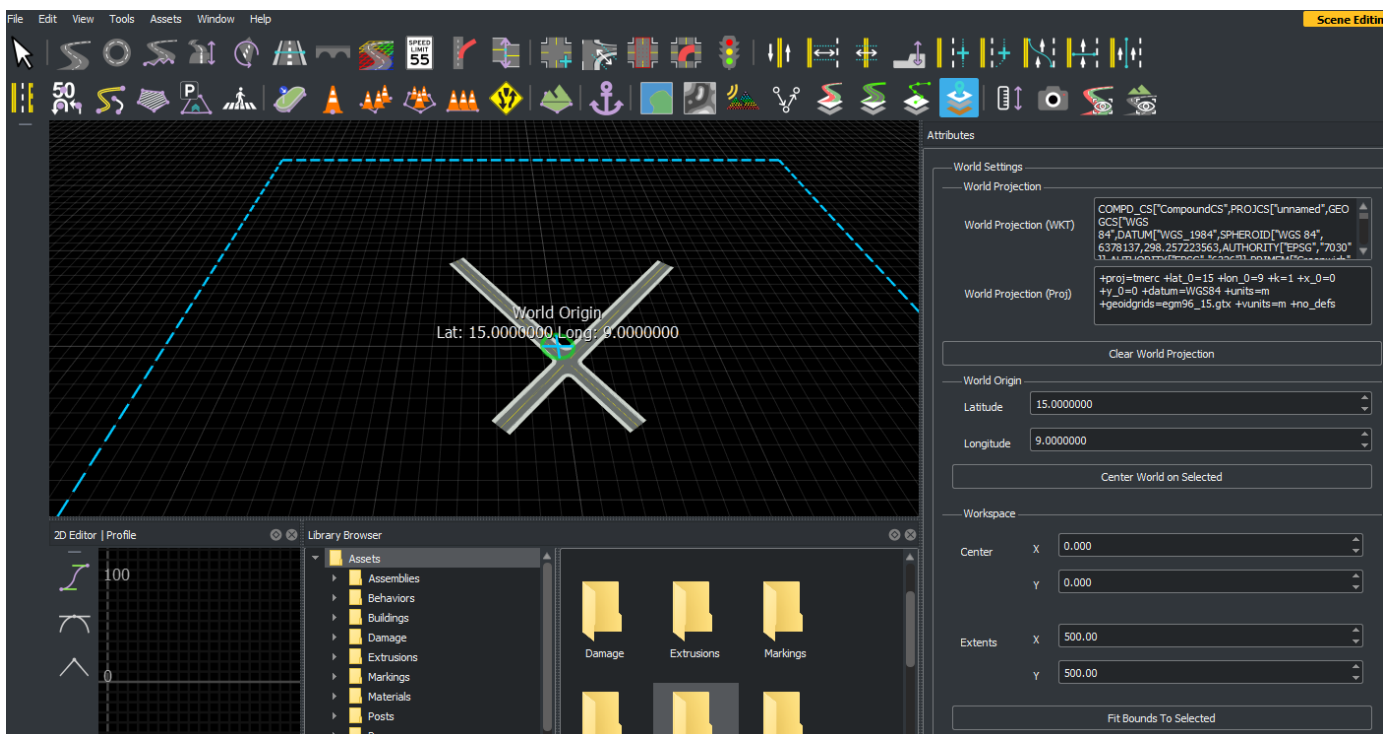 File Edit View Tools Assets Window Help
Scene Editin
SPEED
LIMIT
55
50
P
Attributes
World Settings
World Projection
World Projection (WKT)
COMPD_CS["CompoundCS",PROJCS["unnamed",GEO
GCS["WGS
84",DATUM["WGS_1984",SPHEROID["WGS 84",
6378137,298.257223563,AUTHORITY["EPSG","7030"
]],AUTHORITY["EPSG","6326"]],PRIMEM["Greenwich"
World Projection (Proj)
+proj=tmerc +lat_0=15 +lon_0=9 +k=1 +x_0=0
+y_0=0 +datum=WGS84 +units=m
+geoidgrids=egm96_15.gtx +vunits=m +no_defs
Clear World Projection
World Origin
Latitude 15.0000000
Longitude 9.0000000
Center World on Selected
Workspace
Center X 0.000
Y 0.000
Extents X 500.00
Y 500.00
Fit Bounds To Selected
World Origin
Lat: 15.0000000 Long: 9.0000000
2D Editor | Profile
100
0
Library Browser
Assets
Assemblies
Behaviors
Buildings
Damage
Extrusions
Markings
Materials
Posts
Damage Extrusions Markings